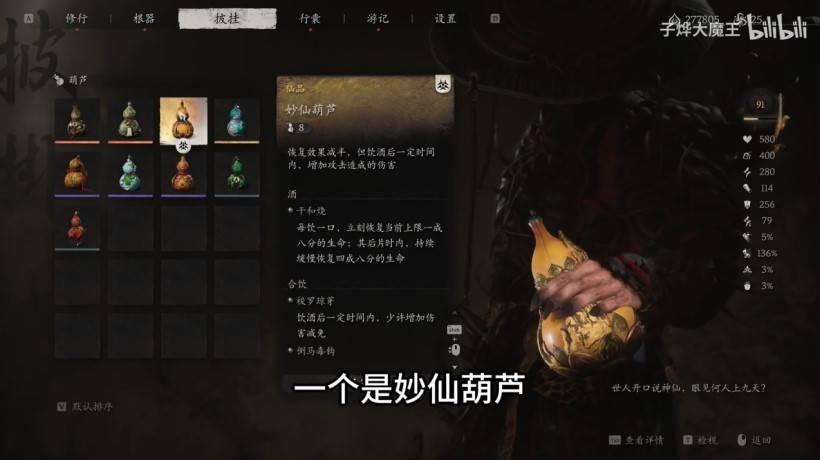 A 修行 根器 披挂 行囊 游记 设置 D
277805
子烨大魔王 bilibili
披挂
葫芦
仙品
妙仙葫芦
8
恢复效果减半，但饮酒后一定时间
内，增加攻击造成的伤害
酒
干和烧
每饮一口，立刻恢复当前上限一成
八分的生命；其后片时内，持续
缓慢恢复四成八分的生命
合饮
梭罗琼芽
饮酒后一定时间内，少许增加伤
害减免
倒马毒钩
91
580
400
280
114
256
79
5%
136%
3%
3%
一个是妙仙葫芦
世人开口说神仙，眼见何人上九天？
V 默认排序
Tab 查看详情 T 检视 返回